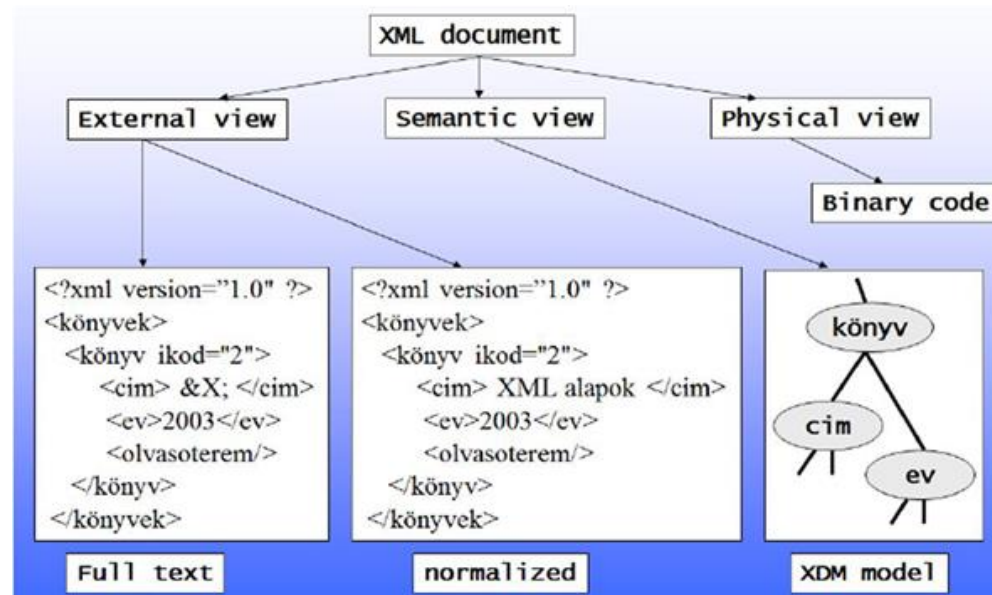 XML document
External view
Semantic view
Physical view
Binary code
<?xml version=”1.0" ?>
<könyvek>
<könyv ikod="2">
<cim> &X; </cim>
<ev>2003</ev>
<olvasoterem/>
</könyv>
</könyvek>
<?xml version=”1.0" ?>
<könyvek>
<könyv ikod="2">
<cim> XML alapok </cim>
<ev>2003</ev>
<olvasoterem/>
</könyv>
</könyvek>
könyv
cim
ev
Full text
normalized
XDM model